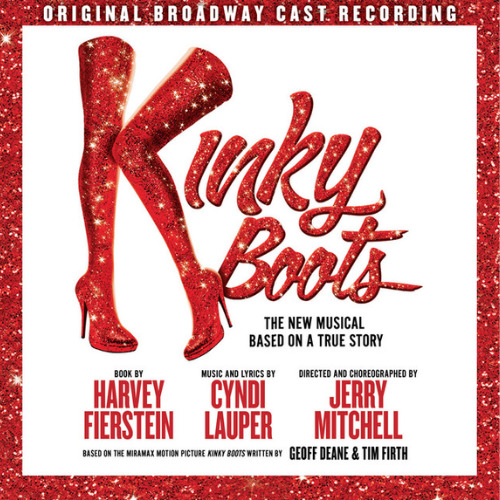 ORIGINAL BROADWAY CAST RECORDING
Kinky
Boots
THE NEW MUSICAL
BASED ON A TRUE STORY
BOOK BY
HARVEY
FIERSTEIN
MUSIC AND LYRICS BY
CYNDI
LAUPER
DIRECTED AND CHOREOGRAPHED BY
JERRY
MITCHELL
BASED ON THE MIRAMAX MOTION PICTURE KINKY BOOTS WRITTEN BY GEOFF DEANE & TIM FIRTH